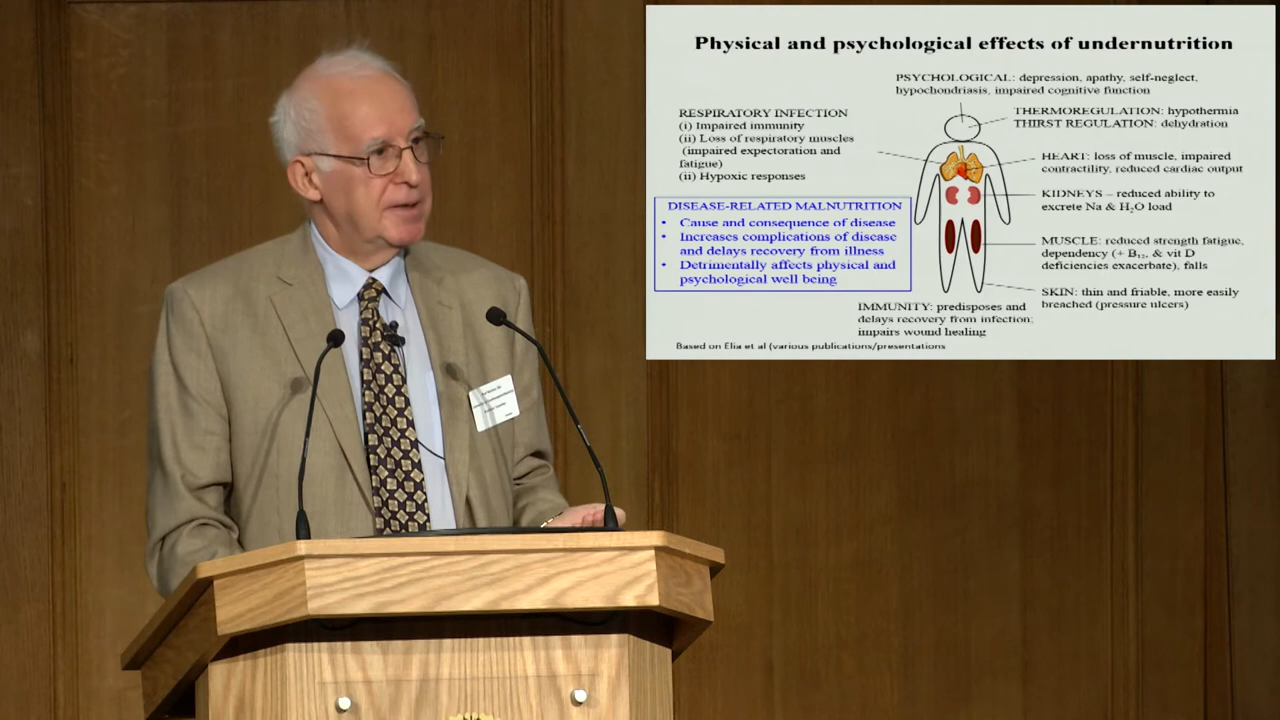 Physical and psychological effects of undernutrition
PSYCHOLOGICAL: depression, apathy, self-neglect,
hypochondriasis, impaired cognitive function
RESPIRATORY INFECTION
(i) Impaired immunity
(ii) Loss of respiratory muscles
(impaired expectoration and
fatigue)
(ii) Hypoxic responses
THERMOREGULATION: hypothermia
THIRST REGULATION: dehydration
HEART: loss of muscle, impaired
contractility, reduced cardiac output
KIDNEYS – reduced ability to
excrete Na & H₂O load
DISEASE-RELATED MALNUTRITION
• Cause and consequence of disease
• Increases complications of disease
and delays recovery from illness
• Detrimentally affects physical and
psychological well being
MUSCLE: reduced strength fatigue,
dependency (+ B₁₂, & vit D
deficiencies exacerbate), falls
SKIN: thin and friable, more easily
breached (pressure ulcers)
IMMUNITY: predisposes and
delays recovery from infection;
impairs wound healing
Based on Elia et al (various publications/presentations